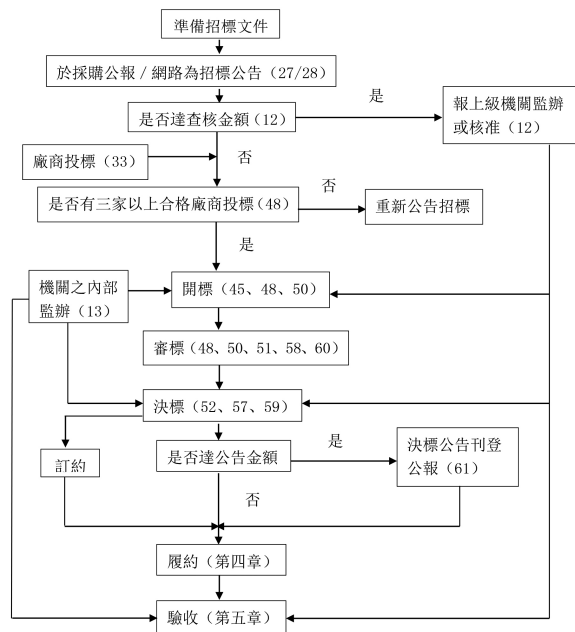 準備招標文件
於採購公報／網路為招標公告（27/28）
是
是否達查核金額（12）
報上級機關監辦
或核准（12）
廠商投標（33）
否
是否有三家以上合格廠商投標（48）
否
重新公告招標
是
機關之內部
監辦（13）
開標（45、48、50）
審標（48、50、51、58、60）
決標（52、57、59）
訂約
是否達公告金額
是
決標公告刊登
公報（61）
否
履約（第四章）
驗收（第五章）